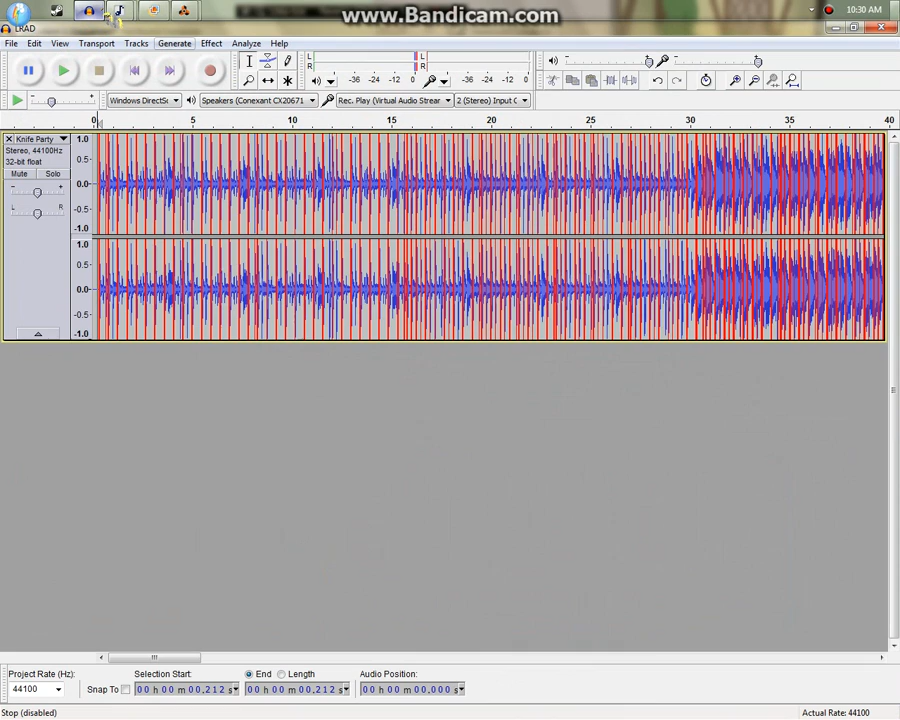 www.Bandicam.com
10:30 AM
LRAD
File Edit View Transport Tracks Generate Effect Analyze Help
L
R
-36 -24 -12 0
L
R
-36 -24 -12 0
Windows DirectSo
Speakers (Conexant CX20671
Rec. Play (Virtual Audio Strear
2 (Stereo) Input C
0 5 10 15 20 25 30 35 40
Knife Party
Stereo, 44100Hz
32-bit float
Mute Solo
- +
L R
1.0
0.5
0.0
-0.5
-1.0
1.0
0.5
0.0
-0.5
-1.0
Project Rate (Hz):
44100
Snap To
Selection Start:
00 h 00 m 00.212 s
End Length
00 h 00 m 00.212 s
Audio Position:
00 h 00 m 00.000 s
Stop (disabled)
Actual Rate: 44100